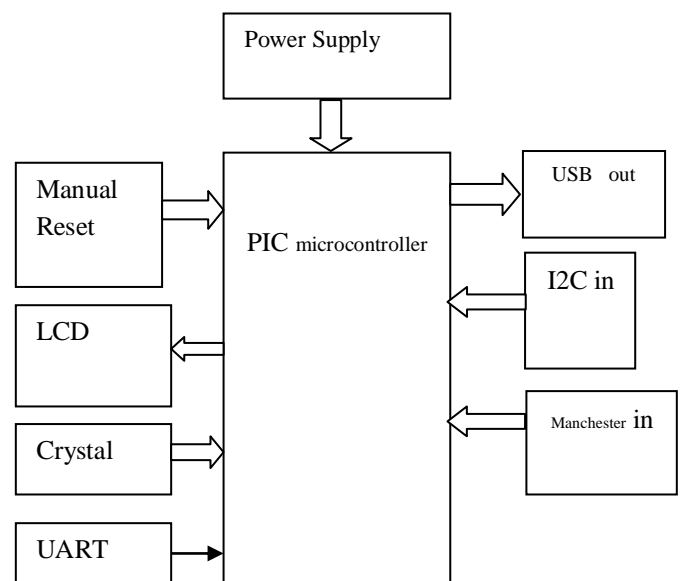 Power Supply
Manual
Reset
PIC microcontroller
USB out
I2C in
LCD
Manchester in
Crystal
UART